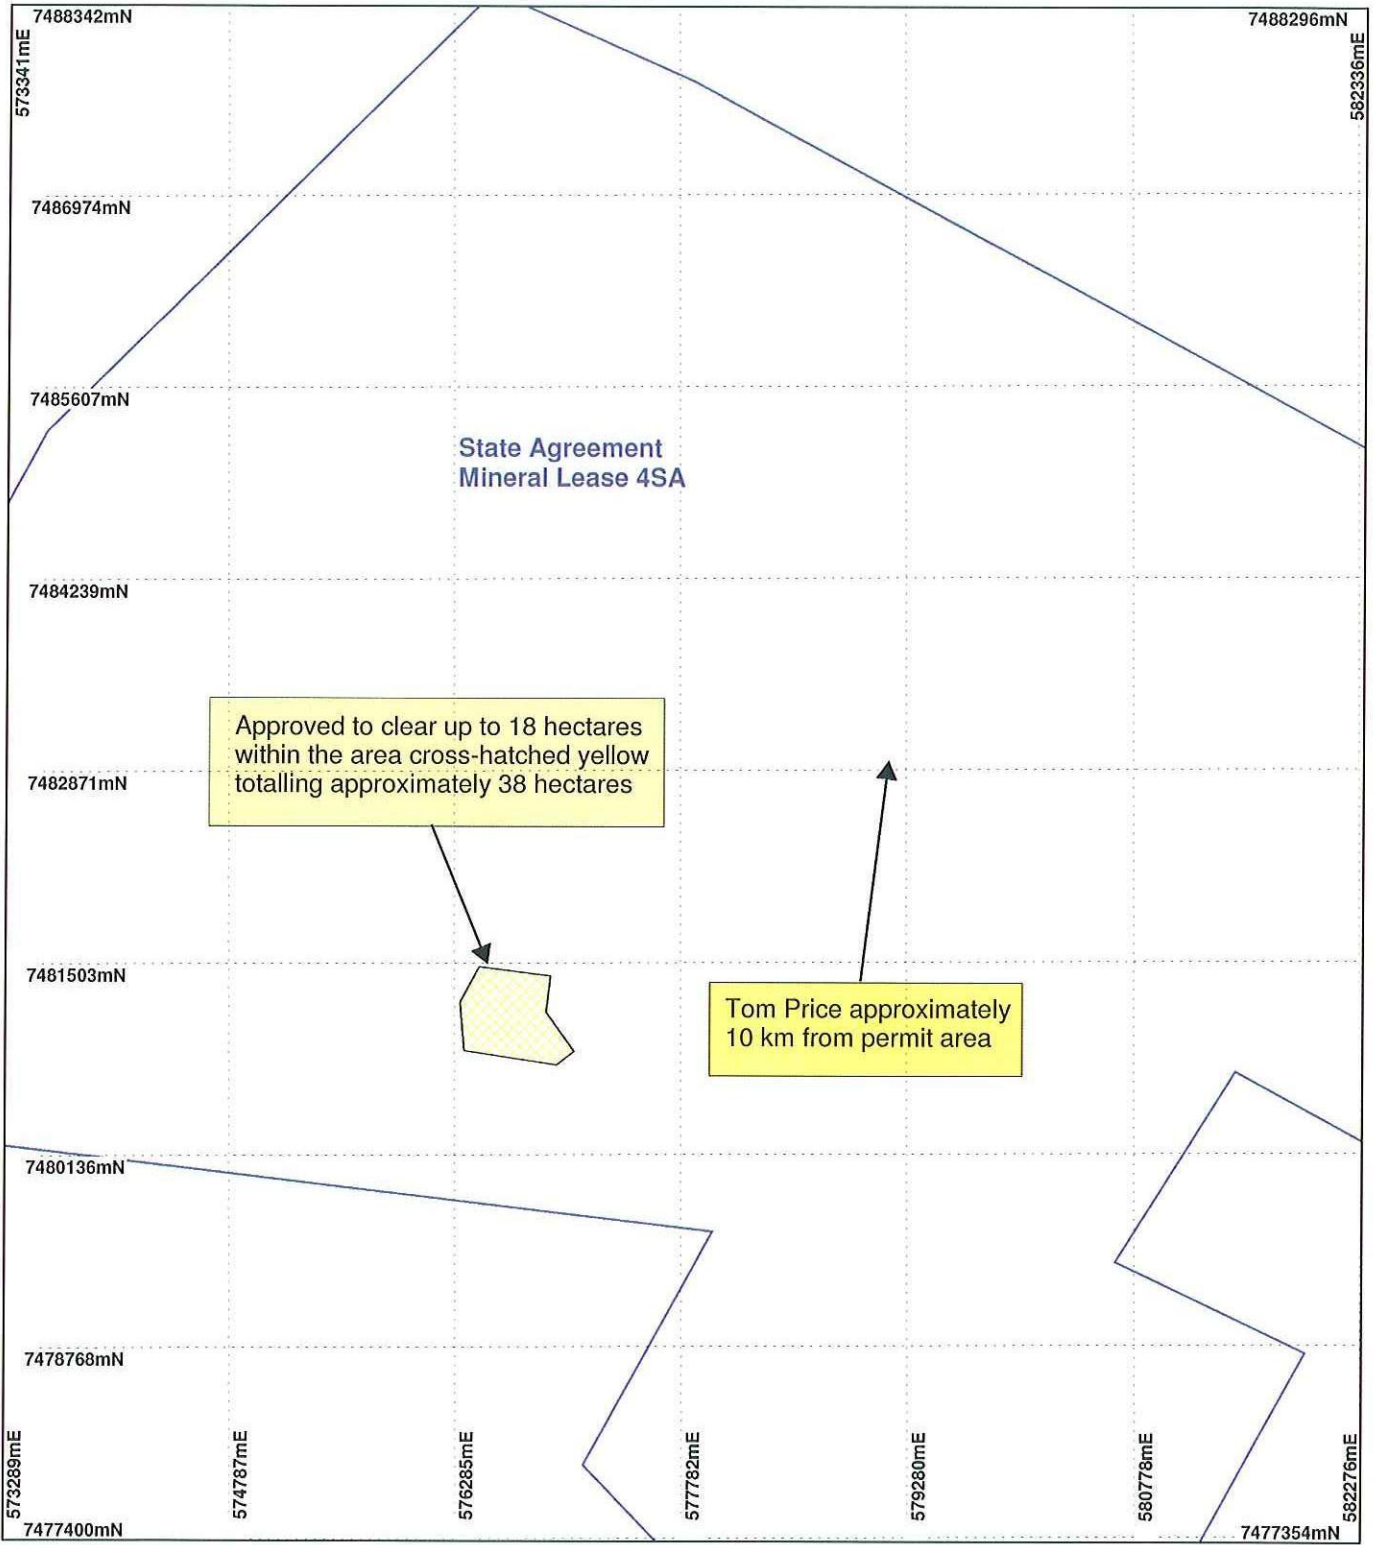 7488342mN
7488296mN
573341mE
582336mE
7486974mN
7485607mN
State Agreement
Mineral Lease 4SA
7484239mN
Approved to clear up to 18 hectares
within the area cross-hatched yellow
totalling approximately 38 hectares
7482871mN
7481503mN
Tom Price approximately
10 km from permit area
7480136mN
7478768mN
573289mE
574787mE
576285mE
577782mE
579280mE
580778mE
582276mE
7477400mN
7477354mN